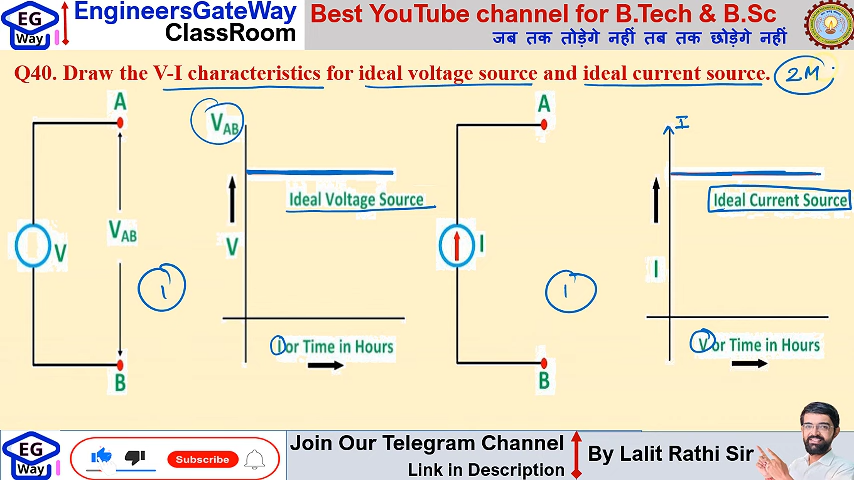 EG
Way
EngineersGateWay
ClassRoom
Best YouTube channel for B.Tech & B.Sc
जब तक तोड़ेगे नहीं तब तक छोड़ेगे नहीं
Q40. Draw the V-I characteristics for ideal voltage source and ideal current source. 2M
A
VAB
V
B
1
VAB
V
Ideal Voltage Source
I or Time in Hours
A
I
B
1
I
I
Ideal Current Source
V or Time in Hours
EG
Way
Subscribe
Join Our Telegram Channel
Link in Description
By Lalit Rathi Sir